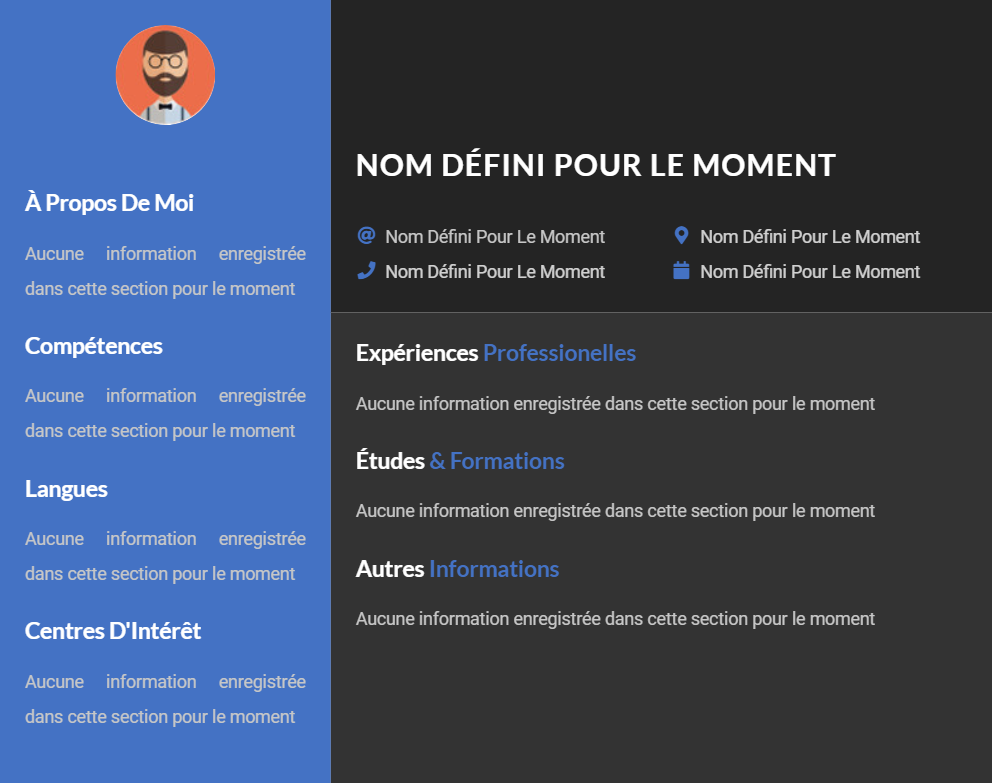 À Propos De Moi
Aucune information enregistrée
dans cette section pour le moment
Compétences
Aucune information enregistrée
dans cette section pour le moment
Langues
Aucune information enregistrée
dans cette section pour le moment
Centres D'Intérêt
Aucune information enregistrée
dans cette section pour le moment
NOM DÉFINI POUR LE MOMENT
Nom Défini Pour Le Moment
Nom Défini Pour Le Moment
Nom Défini Pour Le Moment
Nom Défini Pour Le Moment
Expériences Professionelles
Aucune information enregistrée dans cette section pour le moment
Études & Formations
Aucune information enregistrée dans cette section pour le moment
Autres Informations
Aucune information enregistrée dans cette section pour le moment